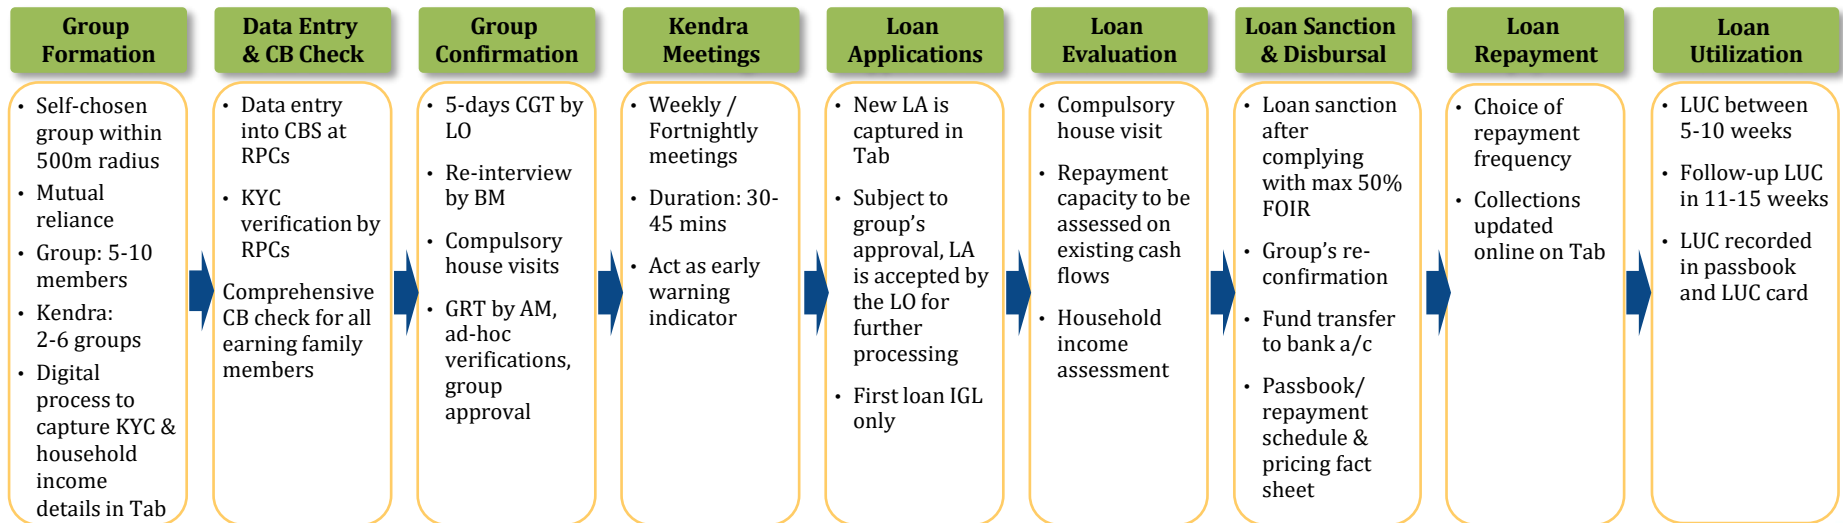 Group
Formation
• Self-chosen
group within
500m radius
• Mutual
reliance
• Group: 5-10
members
• Kendra:
2-6 groups
• Digital
process to
capture KYC &
household
income
details in Tab
Data Entry
& CB Check
• Data entry
into CBS at
RPCs
• KYC
verification by
RPCs
Comprehensive
CB check for all
earning family
members
Group
Confirmation
• 5-days CGT by
LO
• Re-interview
by BM
• Compulsory
house visits
• GRT by AM,
ad-hoc
verifications,
group
approval
Kendra
Meetings
• Weekly /
Fortnightly
meetings
• Duration: 30-
45 mins
• Act as early
warning
indicator
Loan
Applications
• New LA is
captured in
Tab
• Subject to
group's
approval, LA
is accepted by
the LO for
further
processing
• First loan IGL
only
Loan
Evaluation
• Compulsory
house visit
• Repayment
capacity to be
assessed on
existing cash
flows
• Household
income
assessment
Loan Sanction
& Disbursal
• Loan sanction
after
complying
with max 50%
FOIR
• Group's re-
confirmation
• Fund transfer
to bank a/c
• Passbook/
repayment
schedule &
pricing fact
sheet
Loan
Repayment
• Choice of
repayment
frequency
• Collections
updated
online on Tab
Loan
Utilization
• LUC between
5-10 weeks
• Follow-up LUC
in 11-15 weeks
• LUC recorded
in passbook
and LUC card